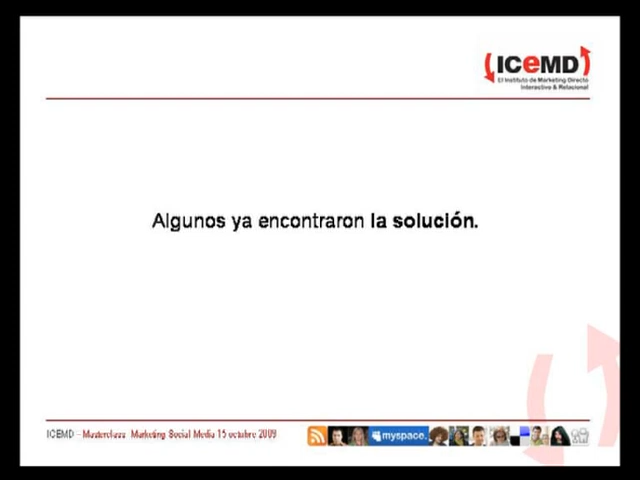 ICeMD
El Instituto de Marketing Directo
Interactivo & Relacional
Algunos ya encontraron la solución.
ICEMD - Masterclass Marketing Social Media 15 octubre 2009
myspace.